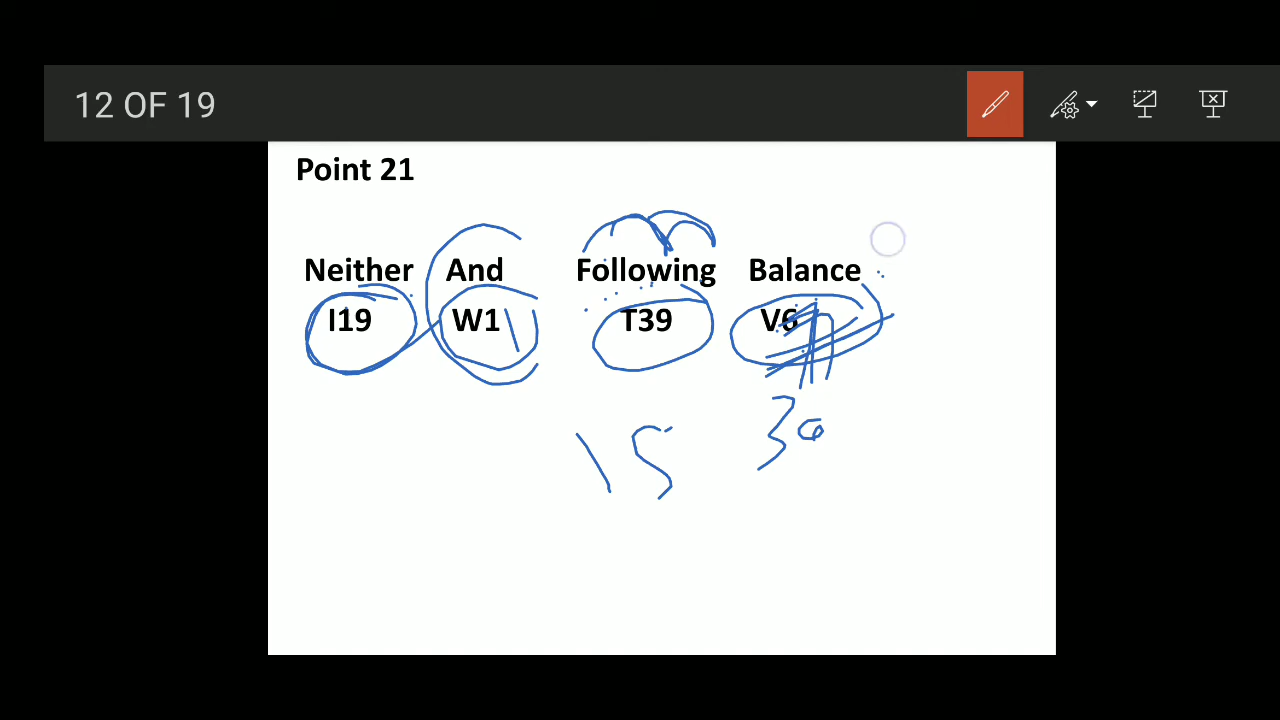 12 OF 19
Point 21
Neither And Following Balance
I19 W1 T39 V6
15 30